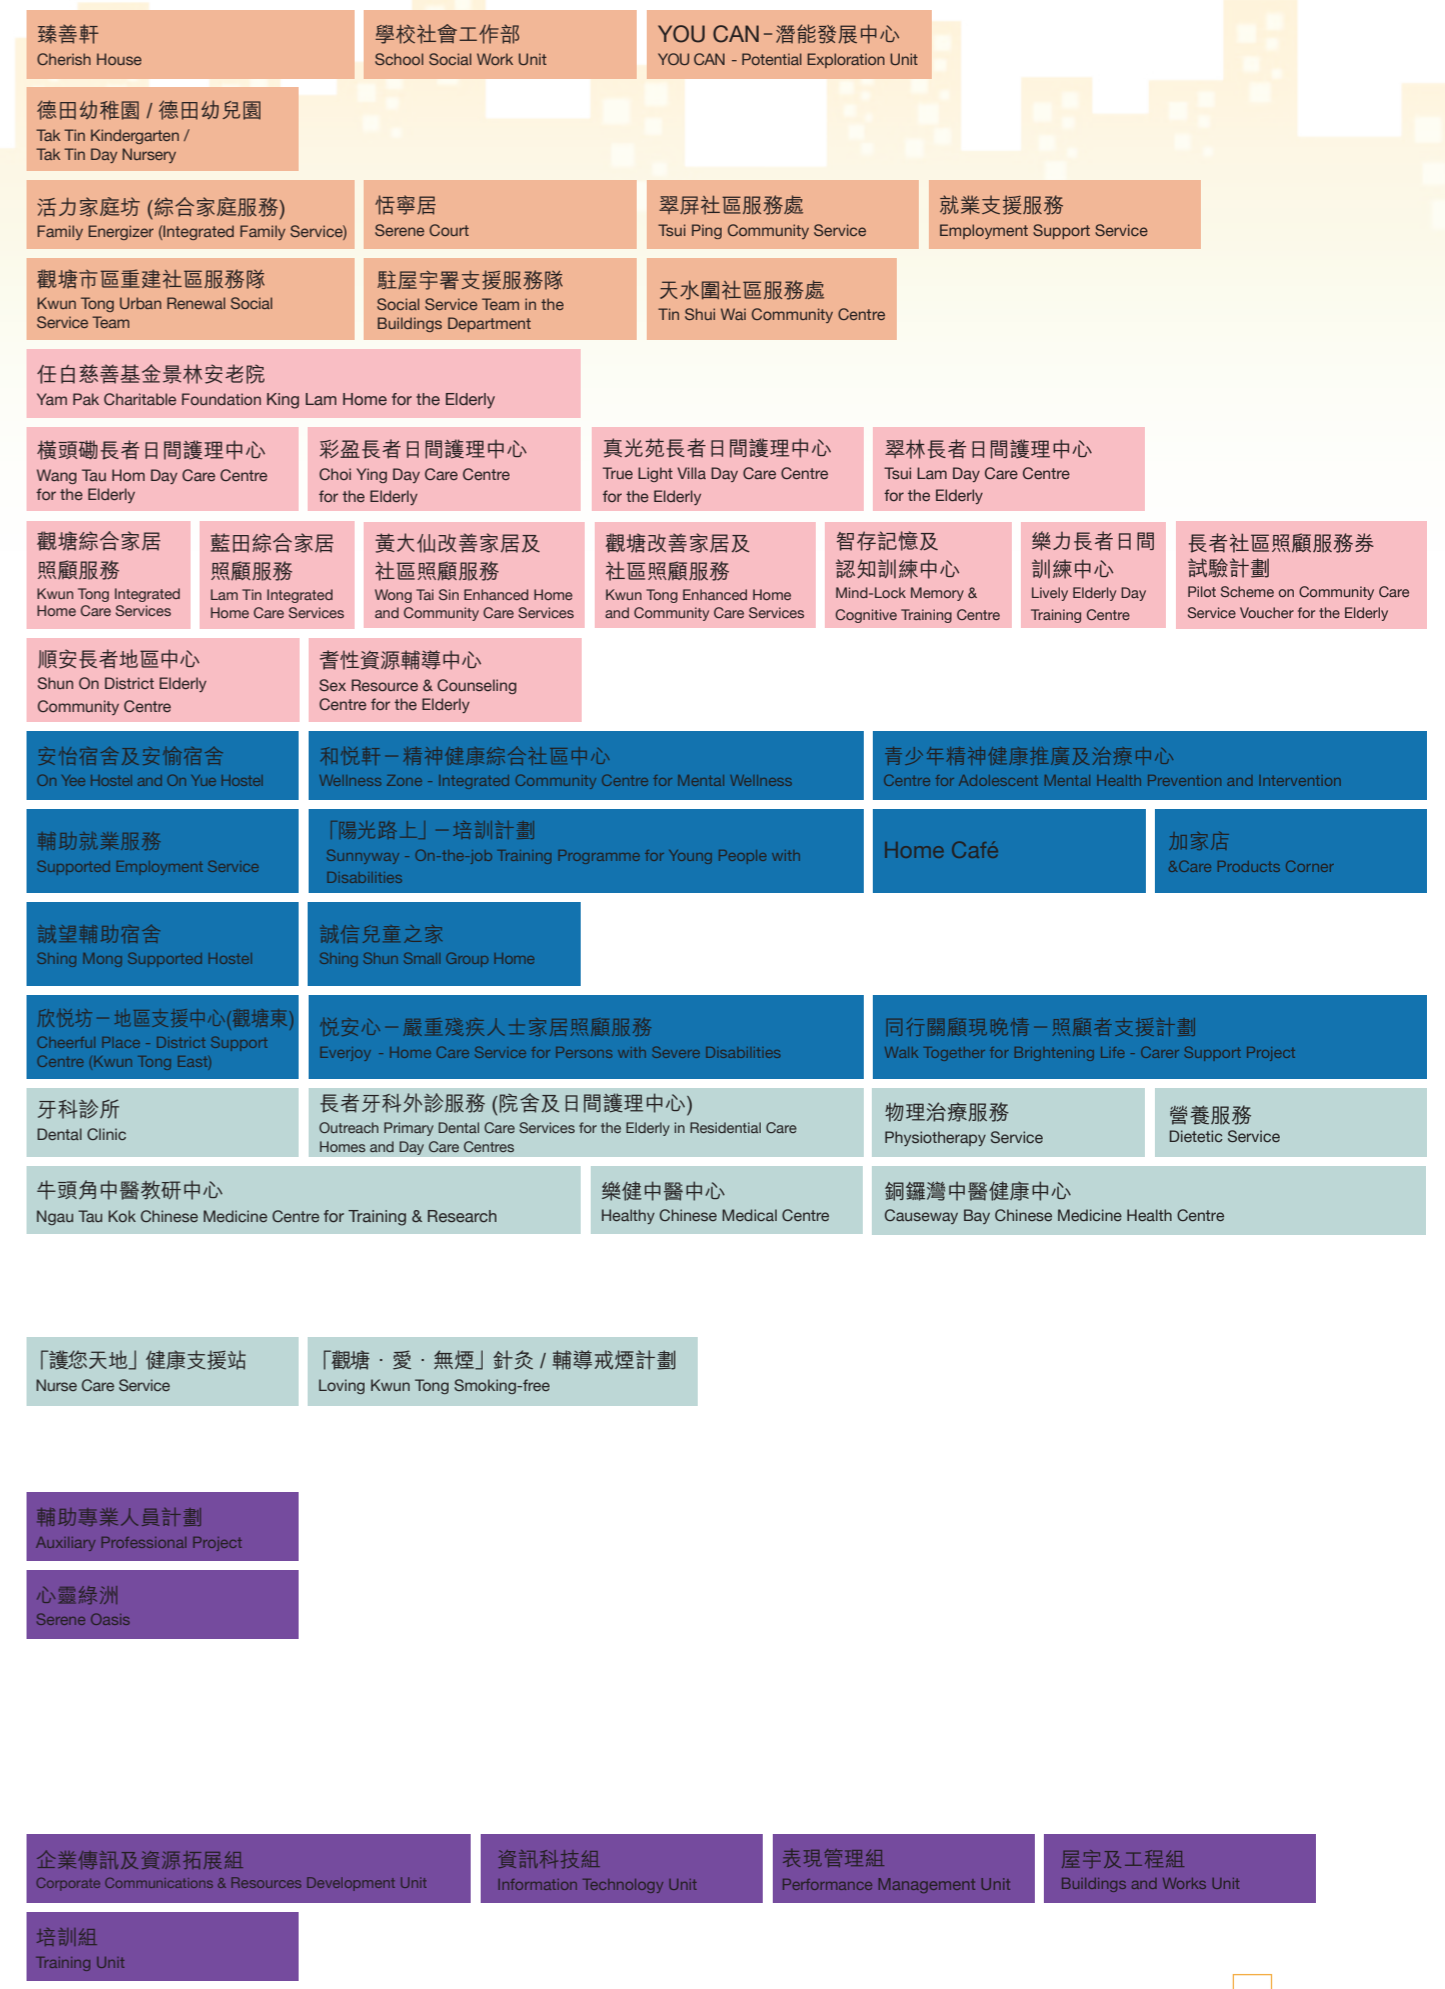 臻善軒
Cherish House
學校社會工作部
School Social Work Unit
YOU CAN－潛能發展中心
YOU CAN - Potential Exploration Unit
德田幼稚園 / 德田幼兒園
Tak Tin Kindergarten /
Tak Tin Day Nursery
活力家庭坊 (綜合家庭服務)
Family Energizer (Integrated Family Service)
恬寧居
Serene Court
翠屏社區服務處
Tsui Ping Community Service
就業支援服務
Employment Support Service
觀塘市區重建社區服務隊
Kwun Tong Urban Renewal Social
Service Team
駐屋宇署支援服務隊
Social Service Team in the
Buildings Department
天水圍社區服務處
Tin Shui Wai Community Centre
任白慈善基金景林安老院
Yam Pak Charitable Foundation King Lam Home for the Elderly
橫頭磡長者日間護理中心
Wang Tau Hom Day Care Centre
for the Elderly
彩盈長者日間護理中心
Choi Ying Day Care Centre
for the Elderly
真光苑長者日間護理中心
True Light Villa Day Care Centre
for the Elderly
翠林長者日間護理中心
Tsui Lam Day Care Centre
for the Elderly
觀塘綜合家居
照顧服務
Kwun Tong Integrated
Home Care Services
藍田綜合家居
照顧服務
Lam Tin Integrated
Home Care Services
黃大仙改善家居及
社區照顧服務
Wong Tai Sin Enhanced Home
and Community Care Services
觀塘改善家居及
社區照顧服務
Kwun Tong Enhanced Home
and Community Care Services
智存記憶及
認知訓練中心
Mind-Lock Memory &
Cognitive Training Centre
樂力長者日間
訓練中心
Lively Elderly Day
Training Centre
長者社區照顧服務券
試驗計劃
Pilot Scheme on Community Care
Service Voucher for the Elderly
順安長者地區中心
Shun On District Elderly
Community Centre
耆性資源輔導中心
Sex Resource & Counseling
Centre for the Elderly
安怡宿舍及安愉宿舍
On Yee Hostel and On Yue Hostel
和悅軒－精神健康綜合社區中心
Wellness Zone - Integrated Community Centre for Mental Wellness
青少年精神健康推廣及治療中心
Centre for Adolescent Mental Health Prevention and Intervention
輔助就業服務
Supported Employment Service
「陽光路上」－培訓計劃
Sunnyway - On-the-job Training Programme for Young People with
Disabilities
Home Café
加家店
&Care Products Corner
誠望輔助宿舍
Shing Mong Supported Hostel
誠信兒童之家
Shing Shun Small Group Home
欣悅坊－地區支援中心(觀塘東)
Cheerful Place - District Support
Centre (Kwun Tong East)
悅安心－嚴重殘疾人士家居照顧服務
Everjoy - Home Care Service for Persons with Severe Disabilities
同行關顧現晚情－照顧者支援計劃
Walk Together for Brightening Life - Carer Support Project
牙科診所
Dental Clinic
長者牙科外診服務 (院舍及日間護理中心)
Outreach Primary Dental Care Services for the Elderly in Residential Care
Homes and Day Care Centres
物理治療服務
Physiotherapy Service
營養服務
Dietetic Service
牛頭角中醫教研中心
Ngau Tau Kok Chinese Medicine Centre for Training & Research
樂健中醫中心
Healthy Chinese Medical Centre
銅鑼灣中醫健康中心
Causeway Bay Chinese Medicine Health Centre
「護您天地」健康支援站
Nurse Care Service
「觀塘 · 愛 · 無煙」針灸 / 輔導戒煙計劃
Loving Kwun Tong Smoking-free
輔助專業人員計劃
Auxiliary Professional Project
心靈綠洲
Serene Oasis
企業傳訊及資源拓展組
Corporate Communications & Resources Development Unit
資訊科技組
Information Technology Unit
表現管理組
Performance Management Unit
屋宇及工程組
Buildings and Works Unit
培訓組
Training Unit